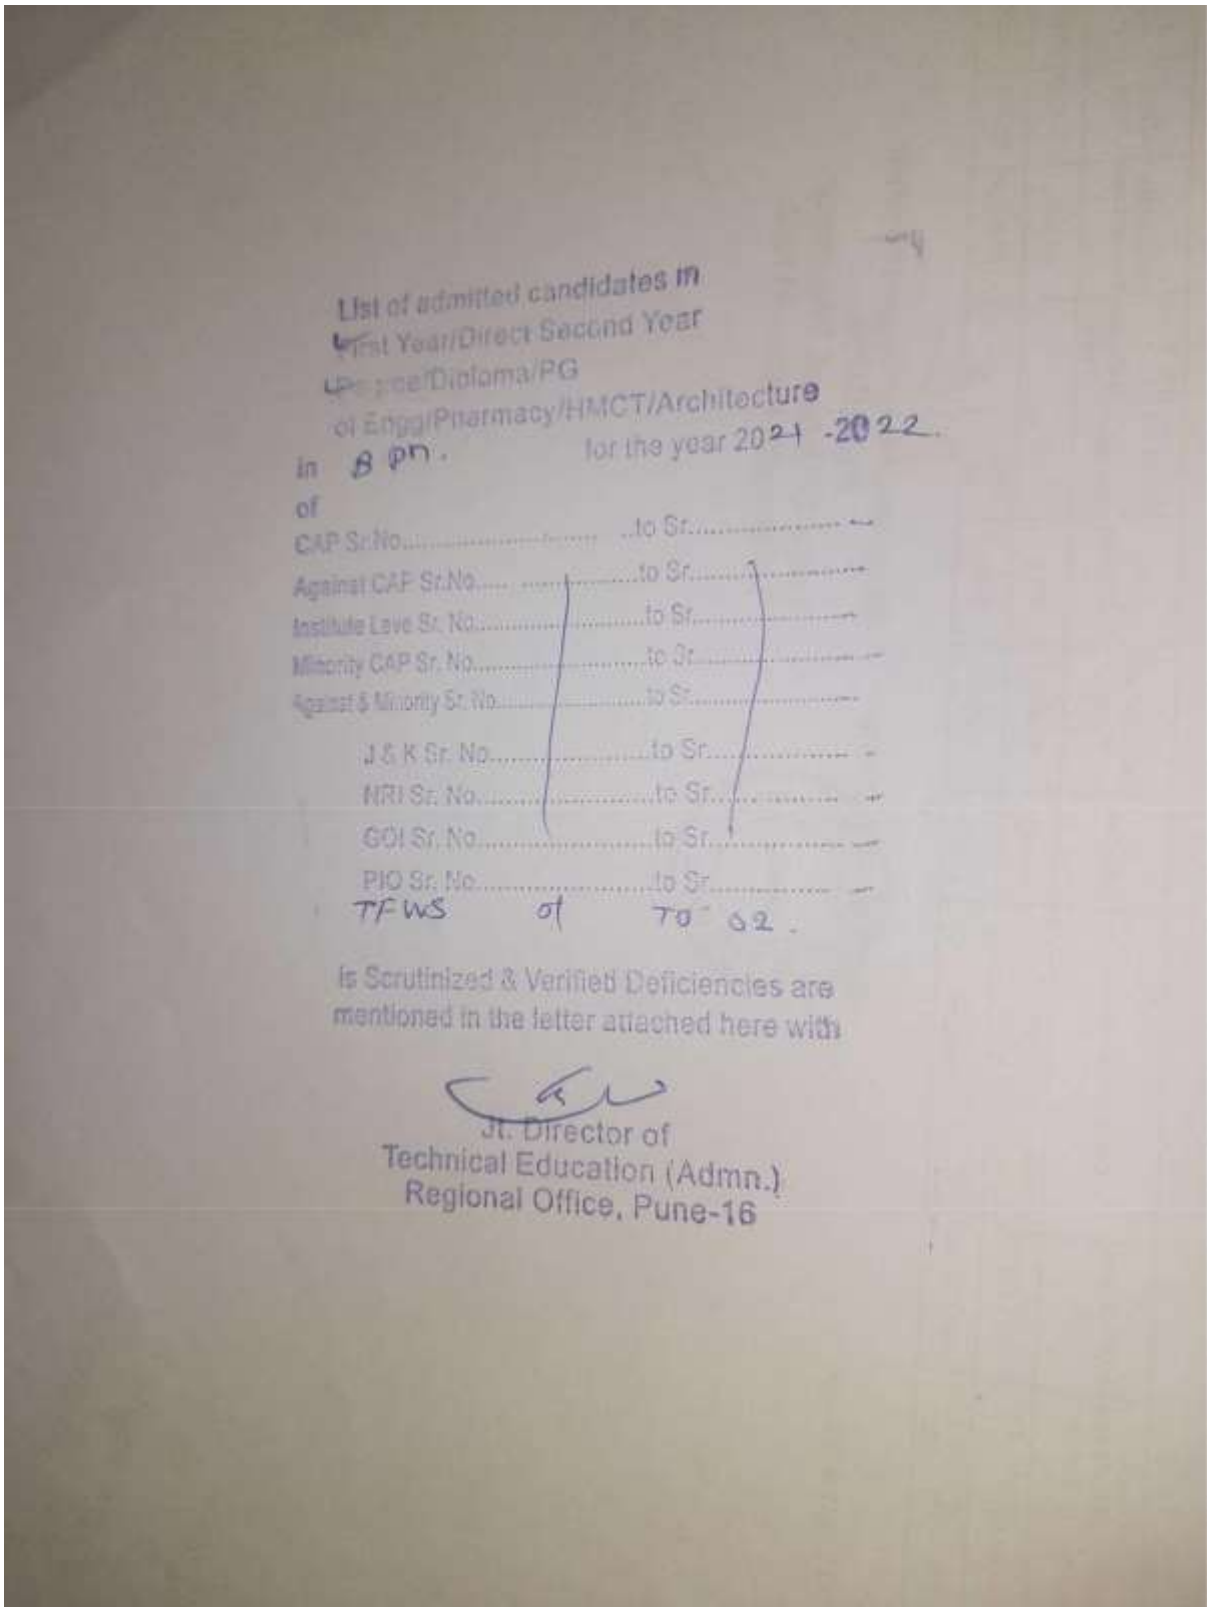 List of admitted candidates in
First Year/Direct Second Year
Degree/Diploma/PG
of Engg/Pharmacy/HMCT/Architecture
in B pn. for the year 2021 -2022.
of
CAP Sr.No.............................. ..to Sr.......................
Against CAP Sr.No..... ......................to Sr..........................
Institute Leve Sr. No..............................to Sr.........................
Minority CAP Sr. No..............................to Sr.........................
Against & Minority Sr. No..........................to Sr.........................
J & K Sr. No...........................to Sr......................
NRI Sr. No.............................to Sr......................
GOI Sr. No.............................to Sr......................
PIO Sr. No.............................to Sr.....................
TFWS 01 TO 02.
is Scrutinized & Verified Deficiencies are
mentioned in the letter attached here with
Jt. Director of
Technical Education (Admn.)
Regional Office, Pune-16